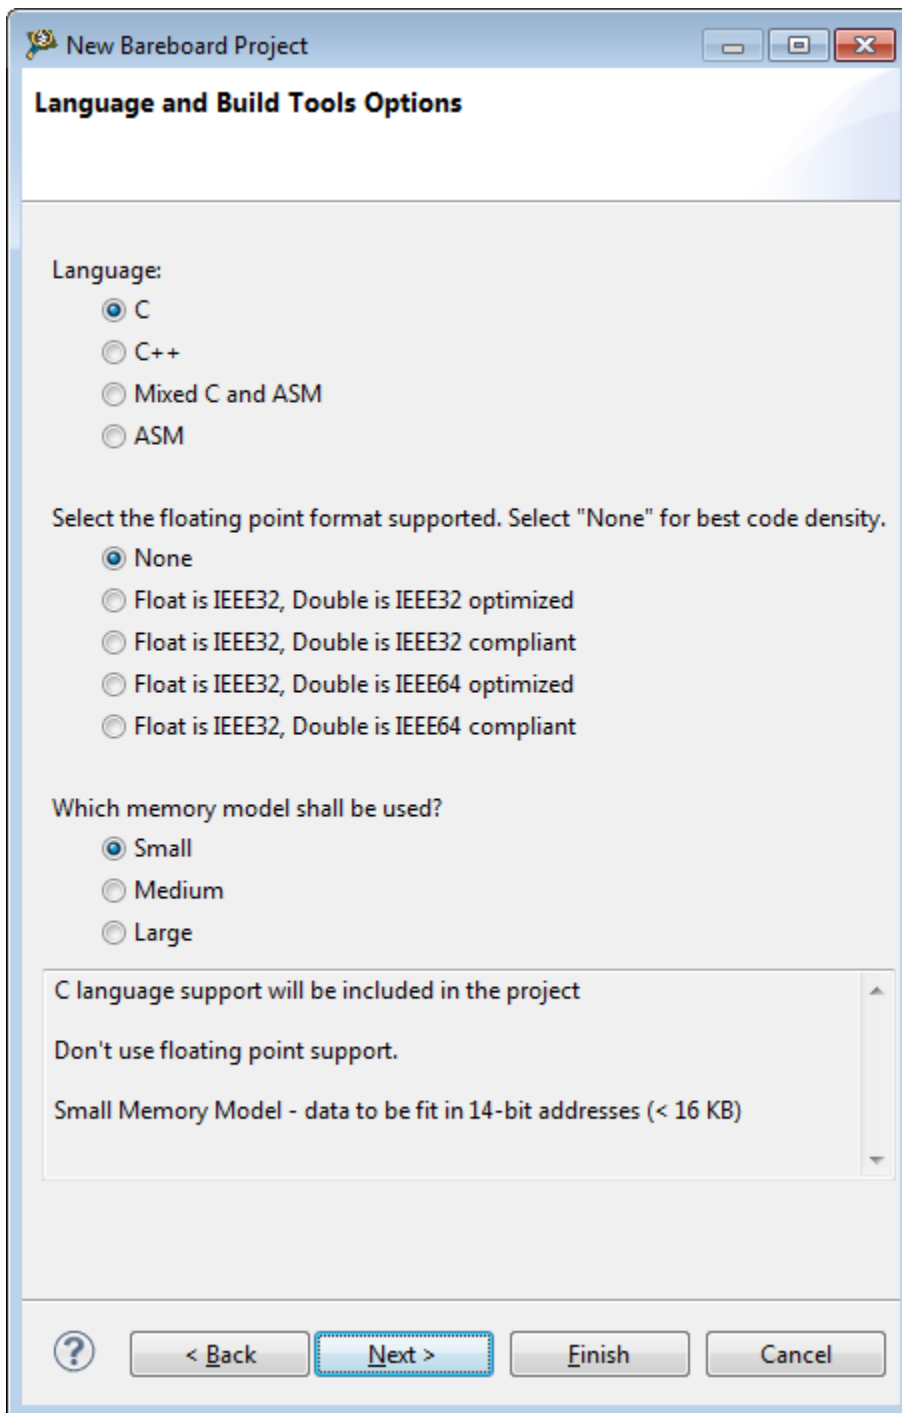 New Bareboard Project
Language and Build Tools Options
Language:
C
C++
Mixed C and ASM
ASM
Select the floating point format supported. Select "None" for best code density.
None
Float is IEEE32, Double is IEEE32 optimized
Float is IEEE32, Double is IEEE32 compliant
Float is IEEE32, Double is IEEE64 optimized
Float is IEEE32, Double is IEEE64 compliant
Which memory model shall be used?
Small
Medium
Large
C language support will be included in the project
Don't use floating point support.
Small Memory Model - data to be fit in 14-bit addresses (< 16 KB)
? < Back Next > Finish Cancel